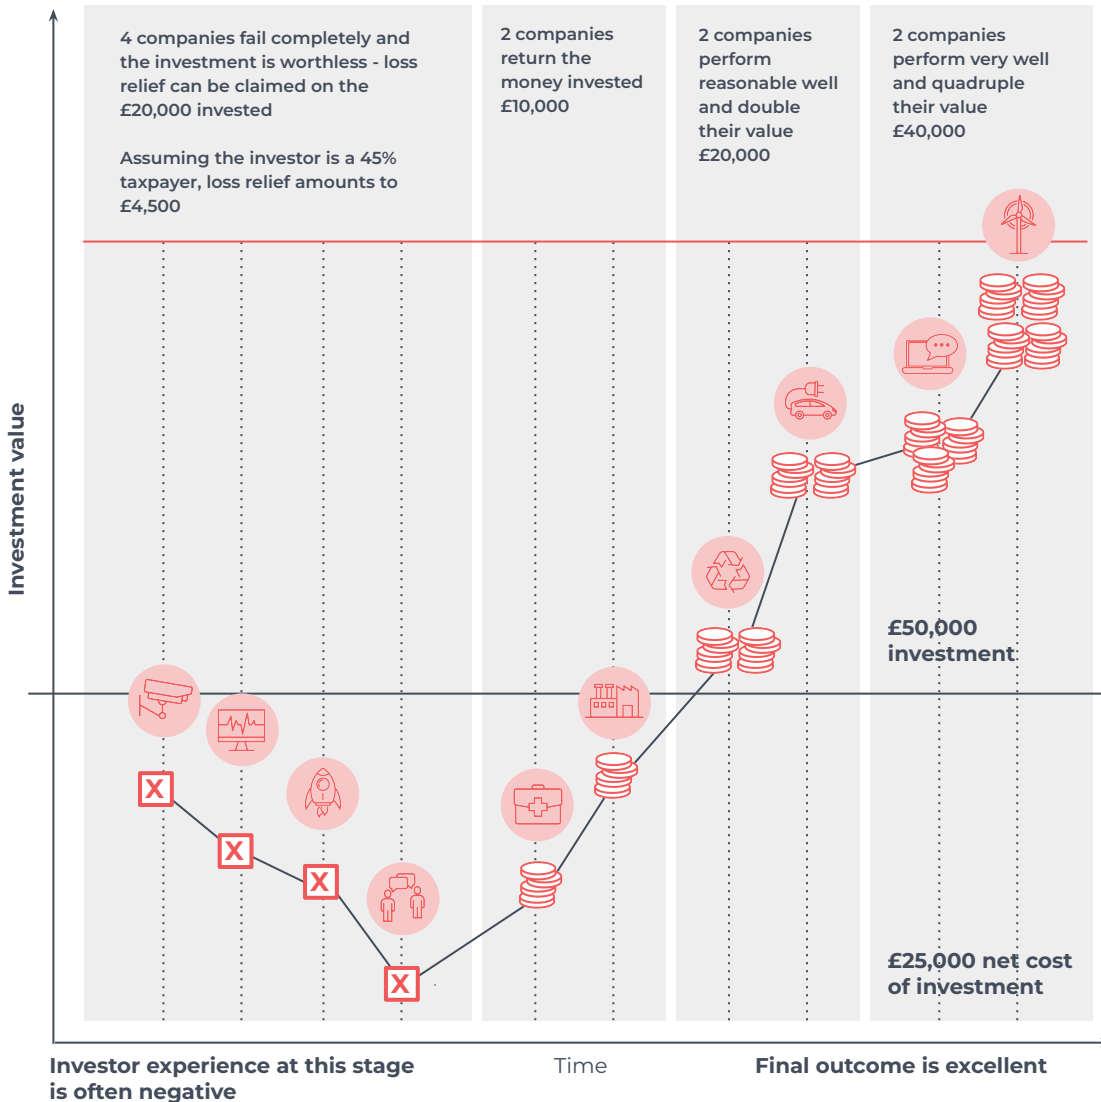 4 companies fail completely and
the investment is worthless - loss
relief can be claimed on the
£20,000 invested
Assuming the investor is a 45%
taxpayer, loss relief amounts to
£4,500
2 companies
return the
money invested
£10,000
2 companies
perform
reasonable well
and double
their value
£20,000
2 companies
perform very well
and quadruple
their value
£40,000
Investment value
£50,000
investment
X
X
X
X
£25,000 net cost
of investment
Investor experience at this stage
is often negative
Time
Final outcome is excellent